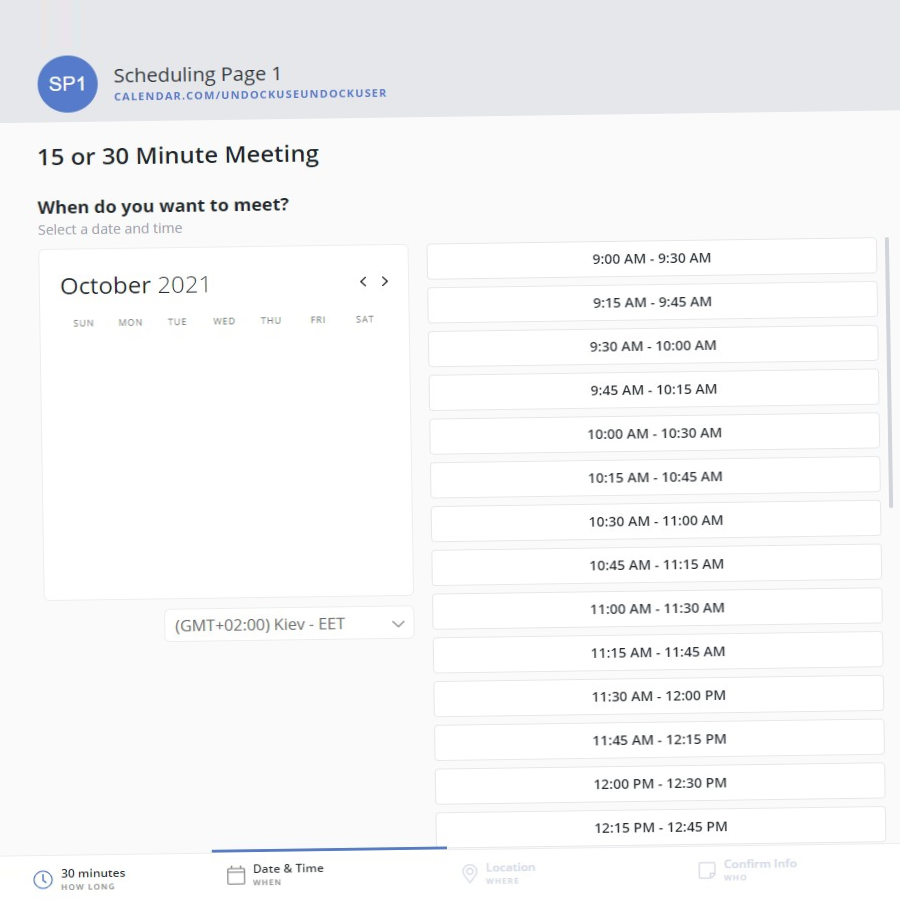 SP1
Scheduling Page 1
CALENDAR.COM/UNDOCKUSEUNDOCKUSER
15 or 30 Minute Meeting
When do you want to meet?
Select a date and time
October 2021
SUN MON TUE WED THU FRI SAT
(GMT+02:00) Kiev - EET
9:00 AM - 9:30 AM
9:15 AM - 9:45 AM
9:30 AM - 10:00 AM
9:45 AM - 10:15 AM
10:00 AM - 10:30 AM
10:15 AM - 10:45 AM
10:30 AM - 11:00 AM
10:45 AM - 11:15 AM
11:00 AM - 11:30 AM
11:15 AM - 11:45 AM
11:30 AM - 12:00 PM
11:45 AM - 12:15 PM
12:00 PM - 12:30 PM
12:15 PM - 12:45 PM
30 minutes
HOW LONG
Date & Time
WHEN
Location
WHERE
Confirm Info
WHO